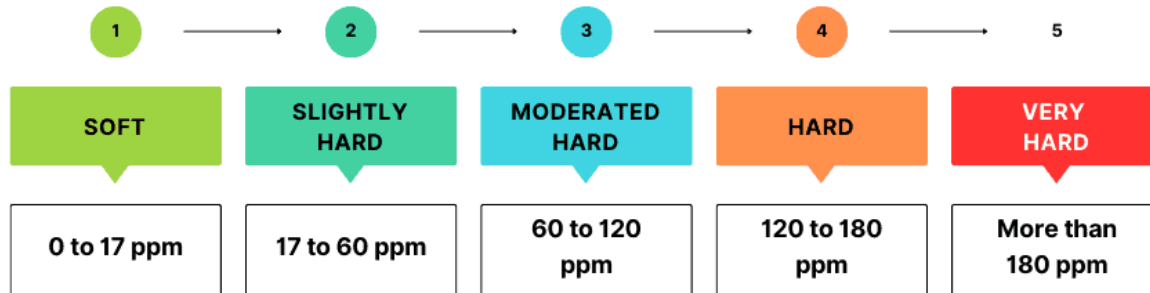 1
2
3
4
5
SOFT
SLIGHTLY
HARD
MODERATED
HARD
HARD
VERY
HARD
0 to 17 ppm
17 to 60 ppm
60 to 120
ppm
120 to 180
ppm
More than
180 ppm